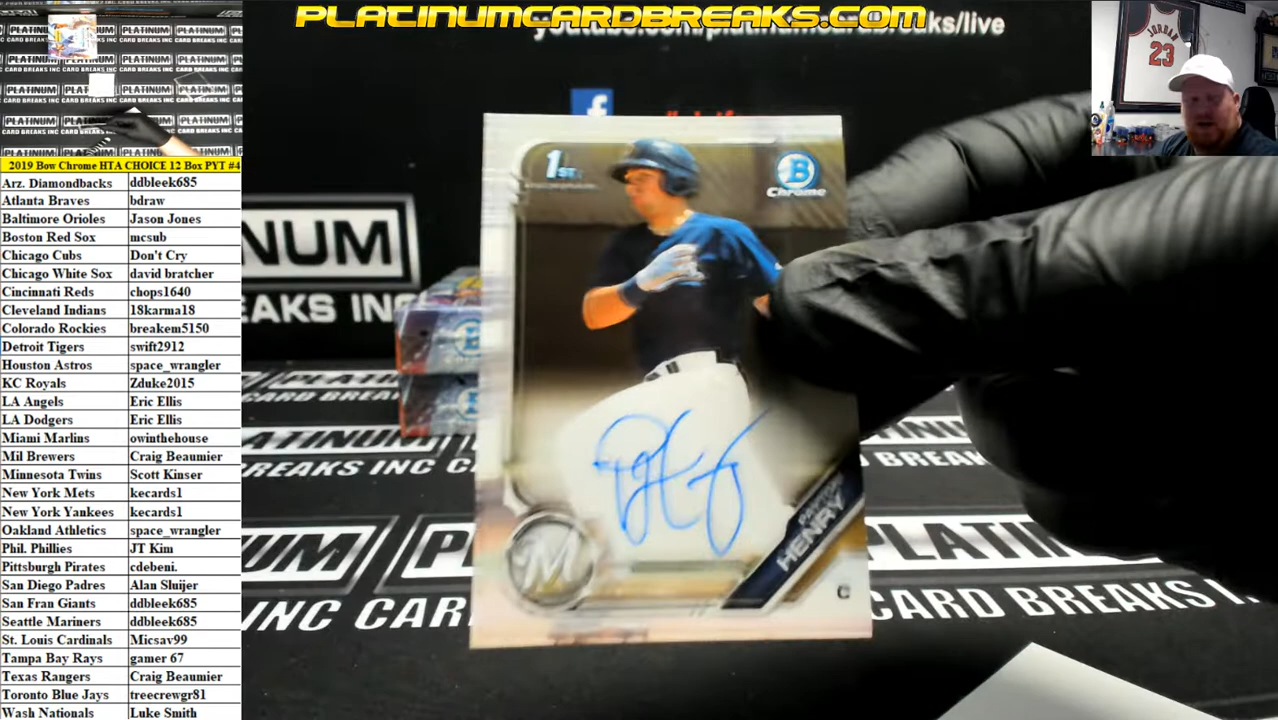 PLATINUMCARDBREAKS.COM
youtube.com/platinumcardbreaks/live
JORDAN
23
2019 Bow Chrome HTA CHOICE 12 Box PYT #4
Arz. Diamondbacks ddbleek685
Atlanta Braves bdraw
Baltimore Orioles Jason Jones
Boston Red Sox mcsub
Chicago Cubs Don't Cry
Chicago White Sox david bratcher
Cincinnati Reds chops1640
Cleveland Indians 18karma18
Colorado Rockies breakem5150
Detroit Tigers swift2912
Houston Astros space_wrangler
KC Royals Zduke2015
LA Angels Eric Ellis
LA Dodgers Eric Ellis
Miami Marlins owinthehouse
Mil Brewers Craig Beaumier
Minnesota Twins Scott Kinser
New York Mets kecards1
New York Yankees kecards1
Oakland Athletics space_wrangler
Phil. Phillies JT Kim
Pittsburgh Pirates cdebeni.
San Diego Padres Alan Sluijer
San Fran Giants ddbleek685
Seattle Mariners ddbleek685
St. Louis Cardinals Micsav99
Tampa Bay Rays gamer 67
Texas Rangers Craig Beaumier
Toronto Blue Jays treecrewgr81
Wash Nationals Luke Smith
1ST
B
Chrome
M
HENRY
PLATINUM
CARD BREAKS INC